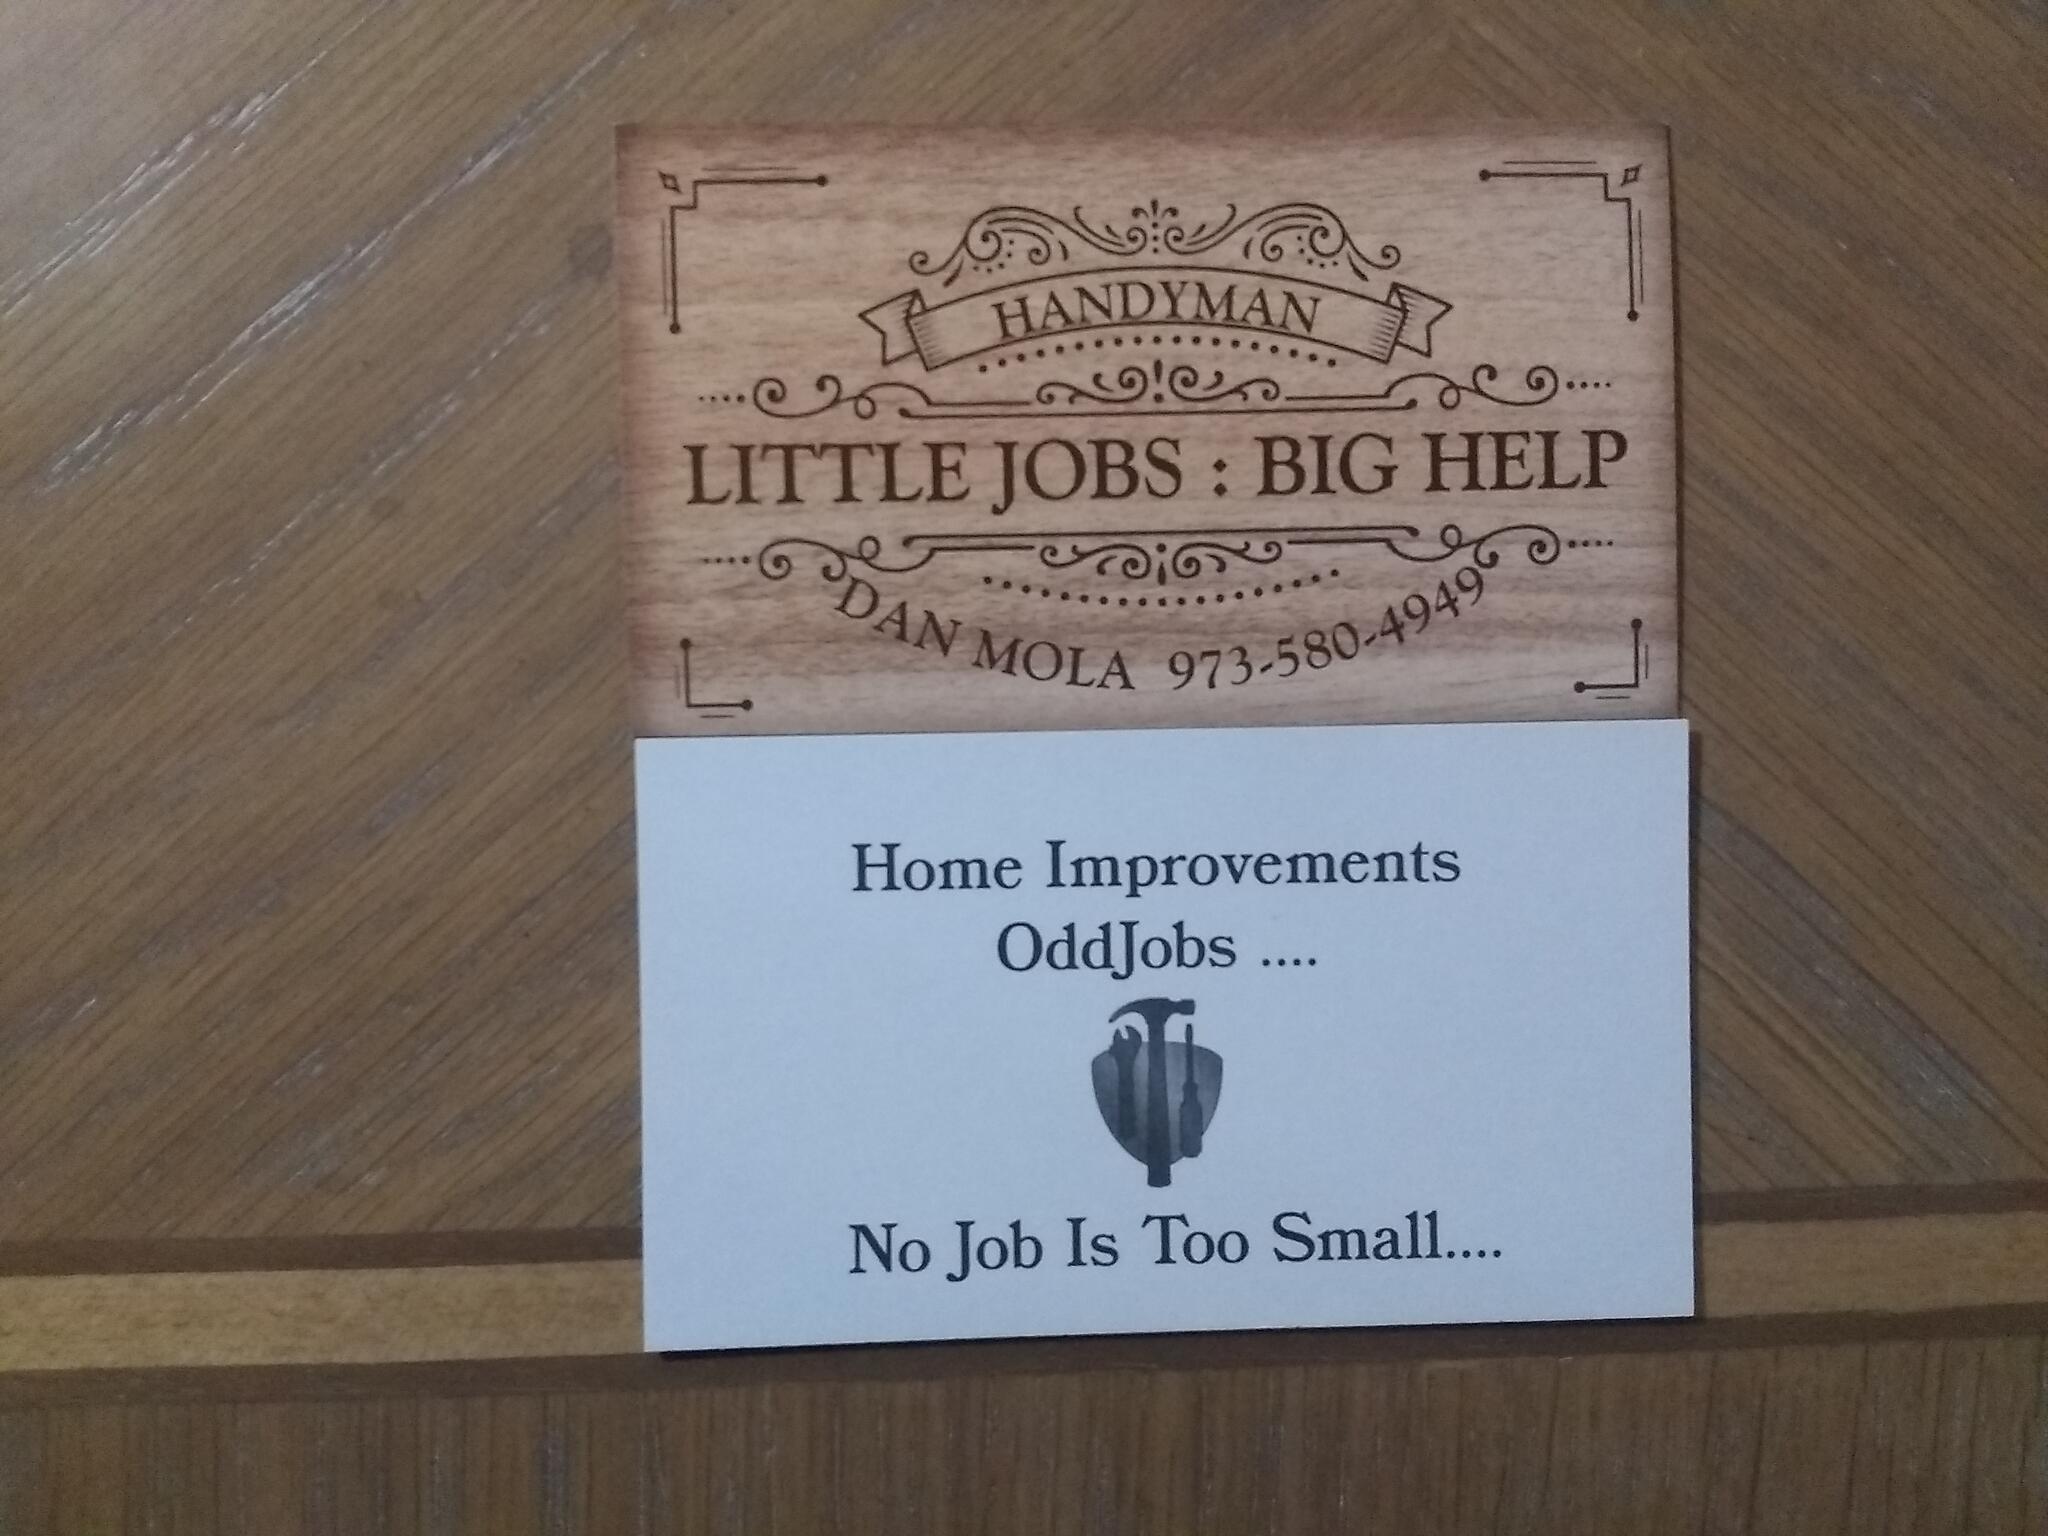 HANDYMAN
LITTLE JOBS : BIG HELP
DAN MOLA 973-580-4949
Home Improvements
OddJobs ....
No Job Is Too Small....